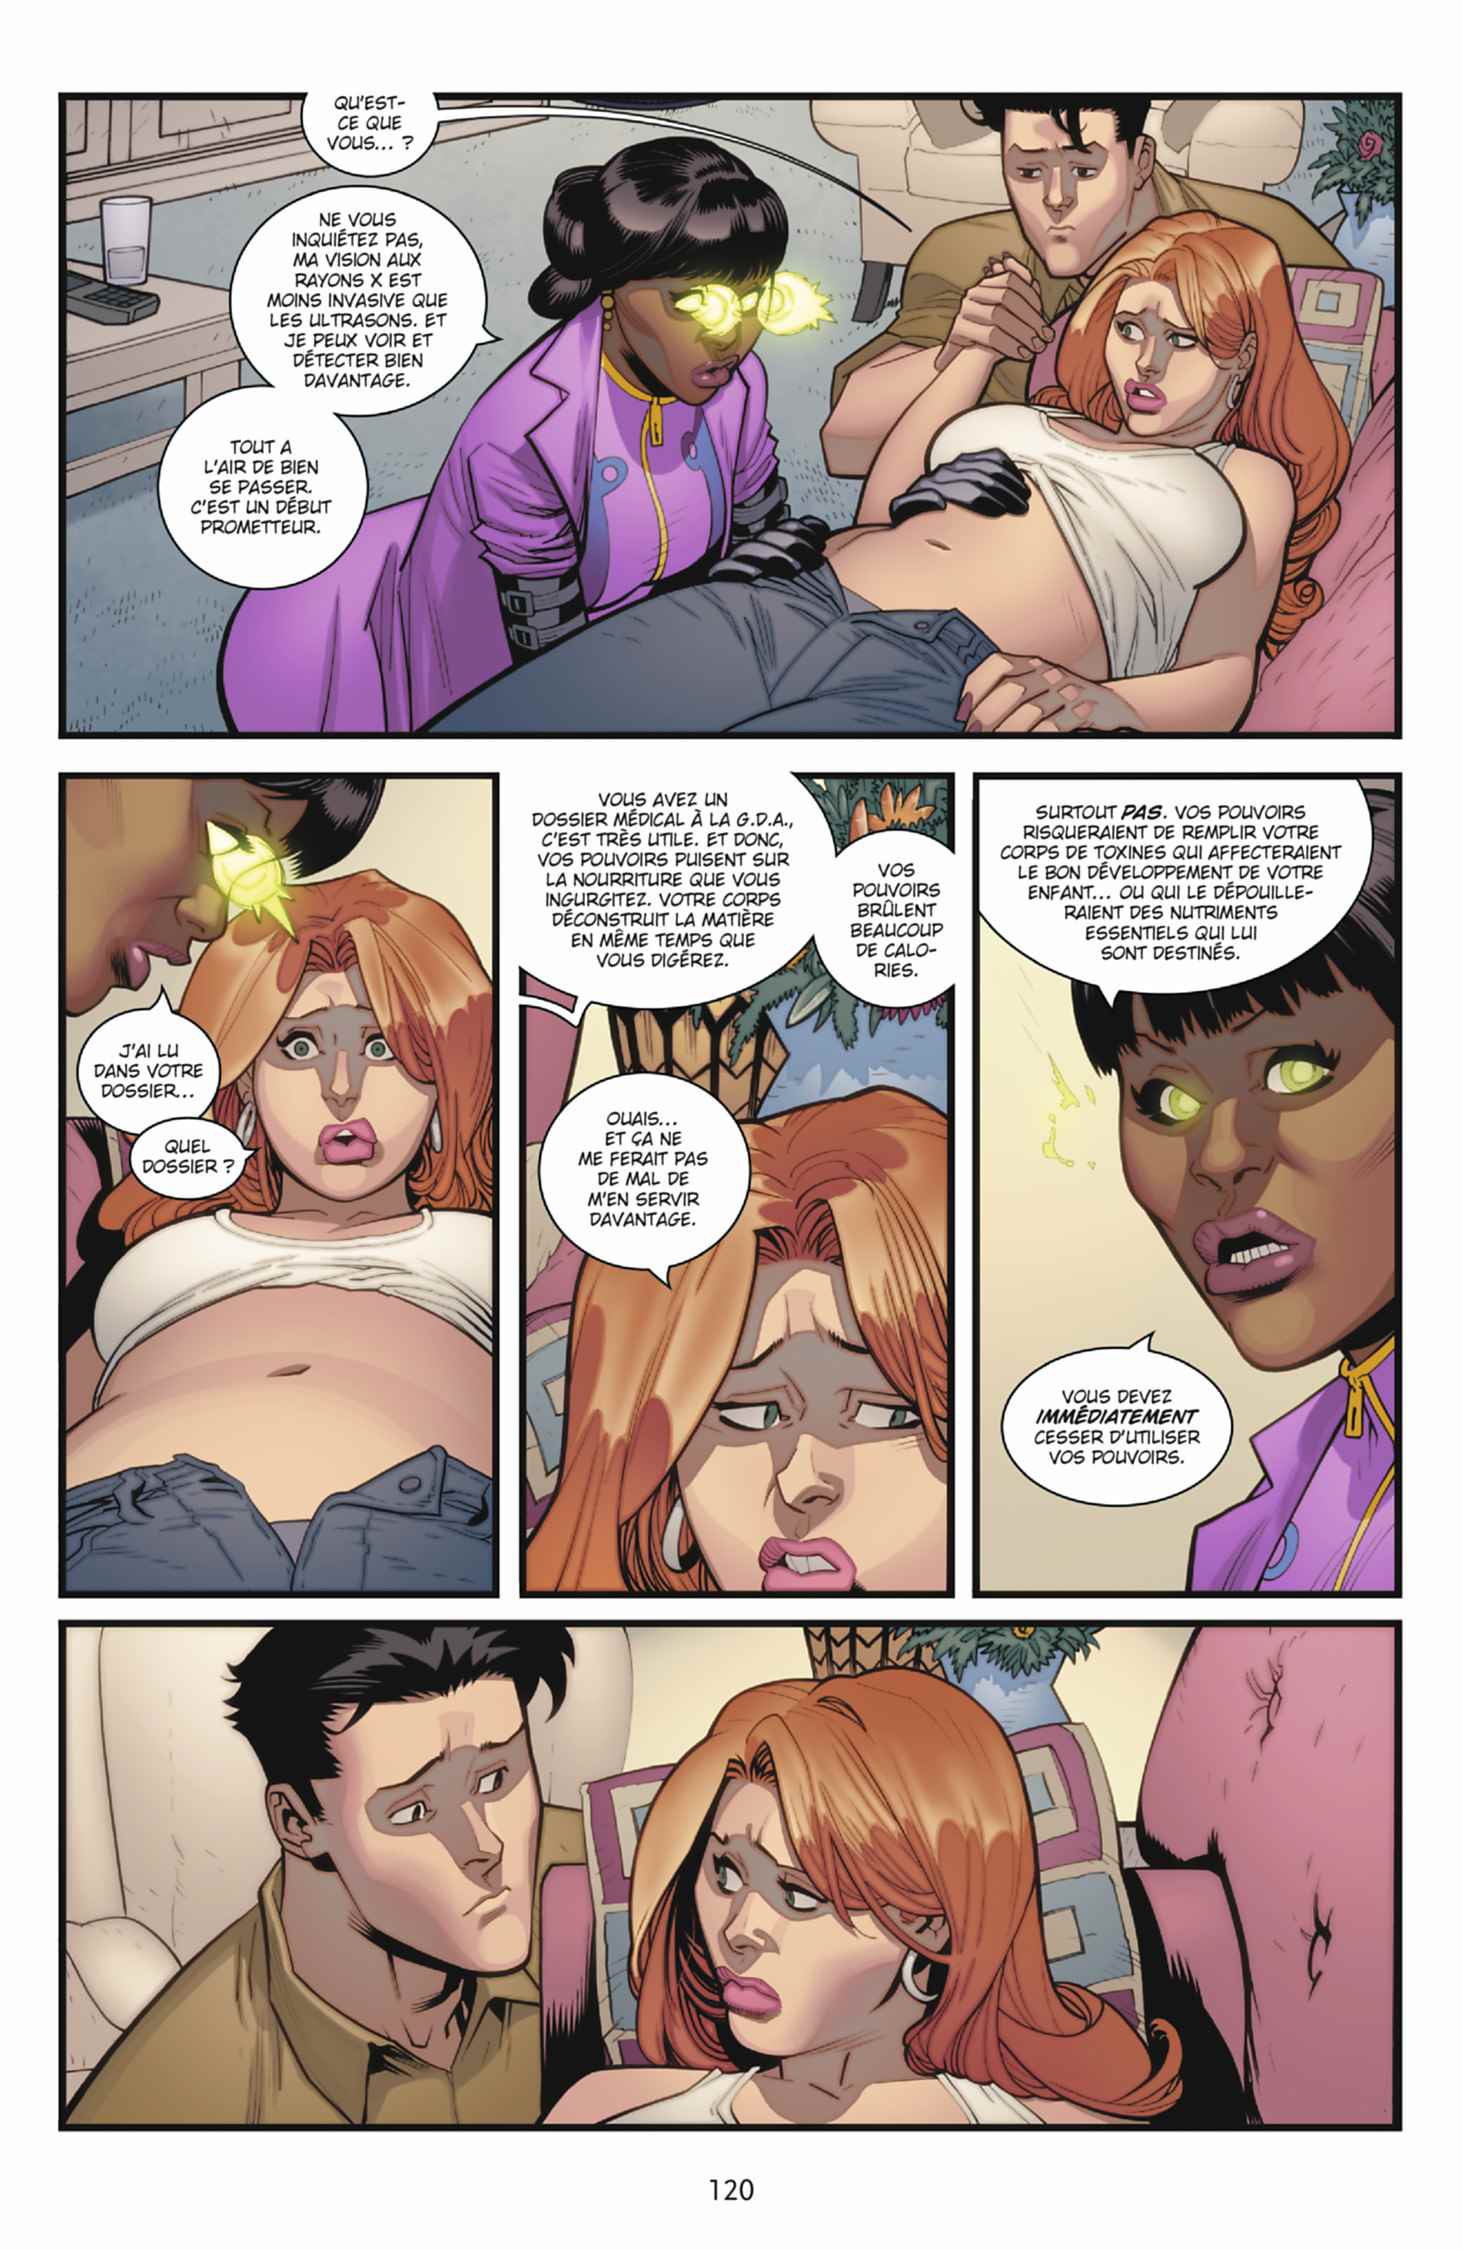 QU'EST-
CE QUE
VOUS... ?
NE VOUS
INQUIÉTEZ PAS,
MA VISION AUX
RAYONS X EST
MOINS INVASIVE QUE
LES ULTRASONS. ET
JE PEUX VOIR ET
DÉTECTER BIEN
DAVANTAGE.
TOUT A
L'AIR DE BIEN
SE PASSER.
C'EST UN DÉBUT
PROMETTEUR.
J'AI LU
DANS VOTRE
DOSSIER...
QUEL
DOSSIER ?
VOUS AVEZ UN
DOSSIER MÉDICAL À LA G.D.A.,
C'EST TRÈS UTILE. ET DONC,
VOS POUVOIRS PUISENT SUR
LA NOURRITURE QUE VOUS
INGURGITEZ. VOTRE CORPS
DÉCONSTRUIT LA MATIÈRE
EN MÊME TEMPS QUE
VOUS DIGÉREZ.
VOS
POUVOIRS
BRÛLENT
BEAUCOUP
DE CALO-
RIES.
OUAIS...
ET ÇA NE
ME FERAIT PAS
DE MAL DE
M'EN SERVIR
DAVANTAGE.
SURTOUT PAS. VOS POUVOIRS
RISQUERAIENT DE REMPLIR VOTRE
CORPS DE TOXINES QUI AFFECTERAIENT
LE BON DÉVELOPPEMENT DE VOTRE
ENFANT... OU QUI LE DÉPOUILLE-
RAIENT DES NUTRIMENTS
ESSENTIELS QUI LUI
SONT DESTINÉS.
VOUS DEVEZ
IMMÉDIATEMENT
CESSER D'UTILISER
VOS POUVOIRS.
120